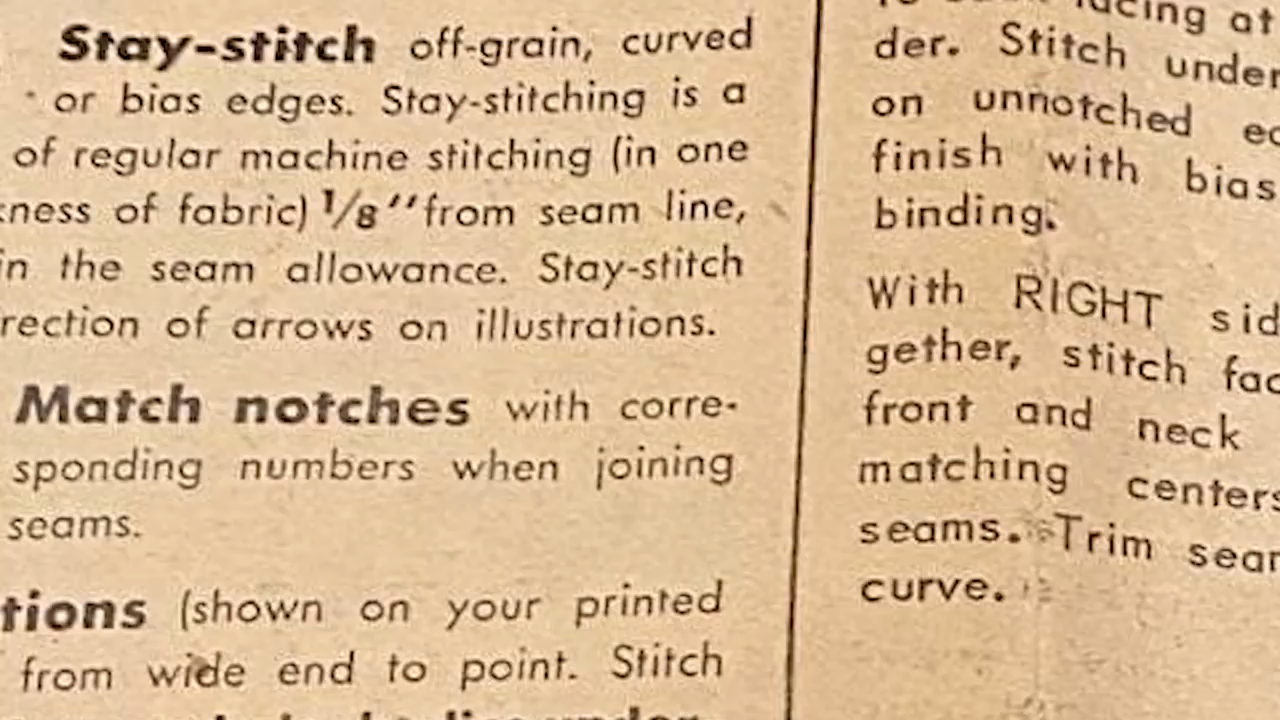 Stay-stitch off-grain, curved
or bias edges. Stay-stitching is a
of regular machine stitching (in one
ness of fabric) 1/8" from seam line,
in the seam allowance. Stay-stitch
rection of arrows on illustrations.
Match notches with corre-
sponding numbers when joining
seams.
tions (shown on your printed
from wide end to point. Stitch
facing at
der. Stitch under
on unnotched
finish with bias
binding.
With RIGHT sid
gether, stitch fac
front and neck
matching centers
seams. Trim
curve.